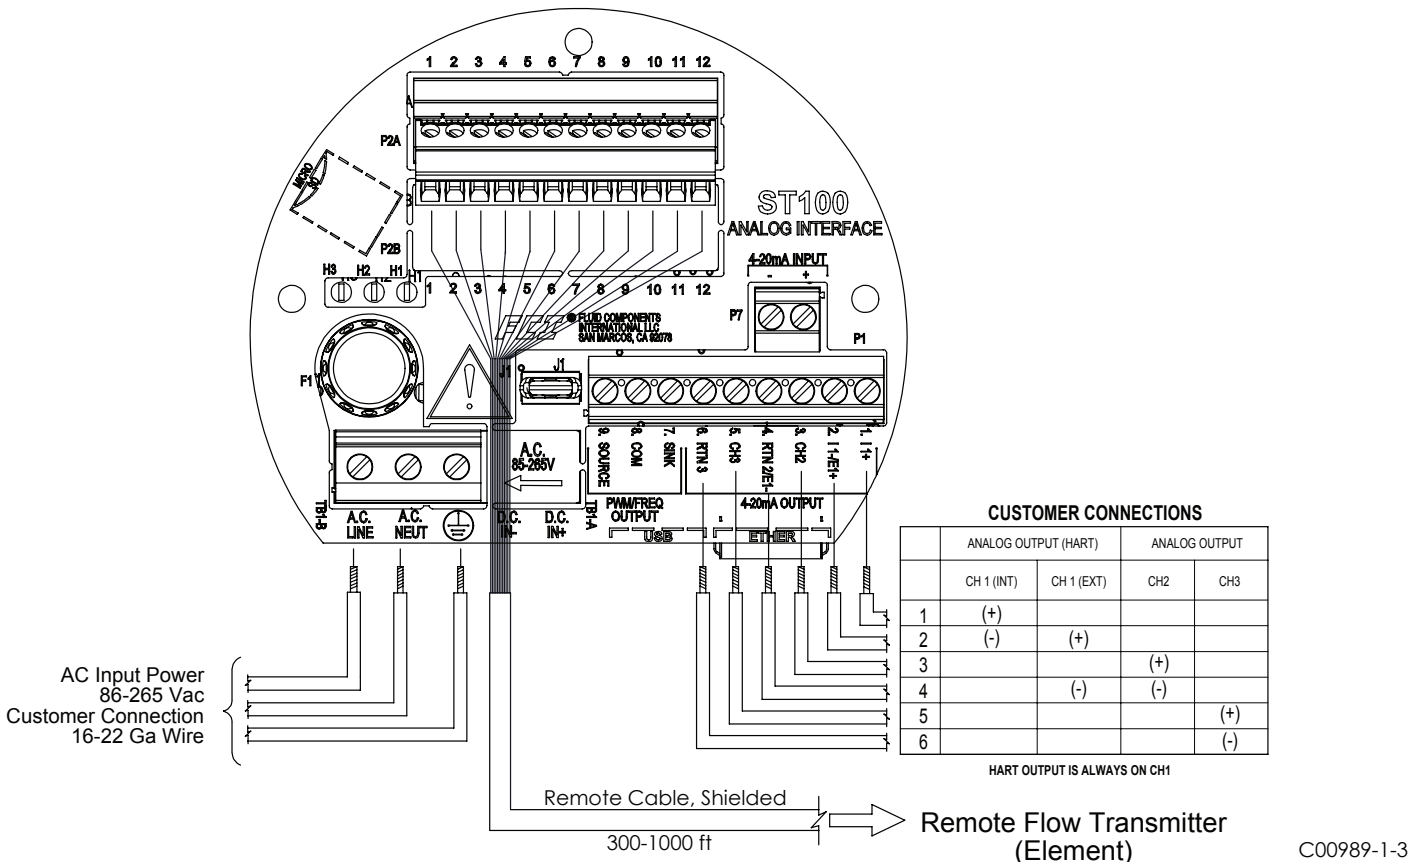 1 2 3 4 5 6 7 8 9 10 11 12
A
P2A
MICRO
SD
B
ST100
ANALOG INTERFACE
P2B
4-20mA INPUT
- +
H3 H2 H1
H1
1 2 3 4 5 6 7 8 9 10 11 12
P7
P1
FCI ® FLUID COMPONENTS
INTERNATIONAL LLC
SAN MARCOS, CA 92078
F1
!
J1 J1
9. SOURCE
8. COM
7. SINK
6. RTN 3
5. CH3
4. RTN 2/E1-
3. CH2
2. I1-/E1+
1. I1+
A.C.
85-265V
TB1-B
A.C.
LINE
A.C.
NEUT
D.C.
IN-
D.C.
IN+
TB1-A
PWM/FREQ
OUTPUT
4-20mA OUTPUT
USB
ETHER
CUSTOMER CONNECTIONS
ANALOG OUTPUT (HART) ANALOG OUTPUT
CH 1 (INT) CH 1 (EXT) CH2 CH3
1 (+)
2 (-) (+)
3 (+)
4 (-) (-)
5 (+)
6 (-)
HART OUTPUT IS ALWAYS ON CH1
AC Input Power
86-265 Vac
Customer Connection
16-22 Ga Wire
Remote Cable, Shielded
300-1000 ft
Remote Flow Transmitter
(Element)
C00989-1-3